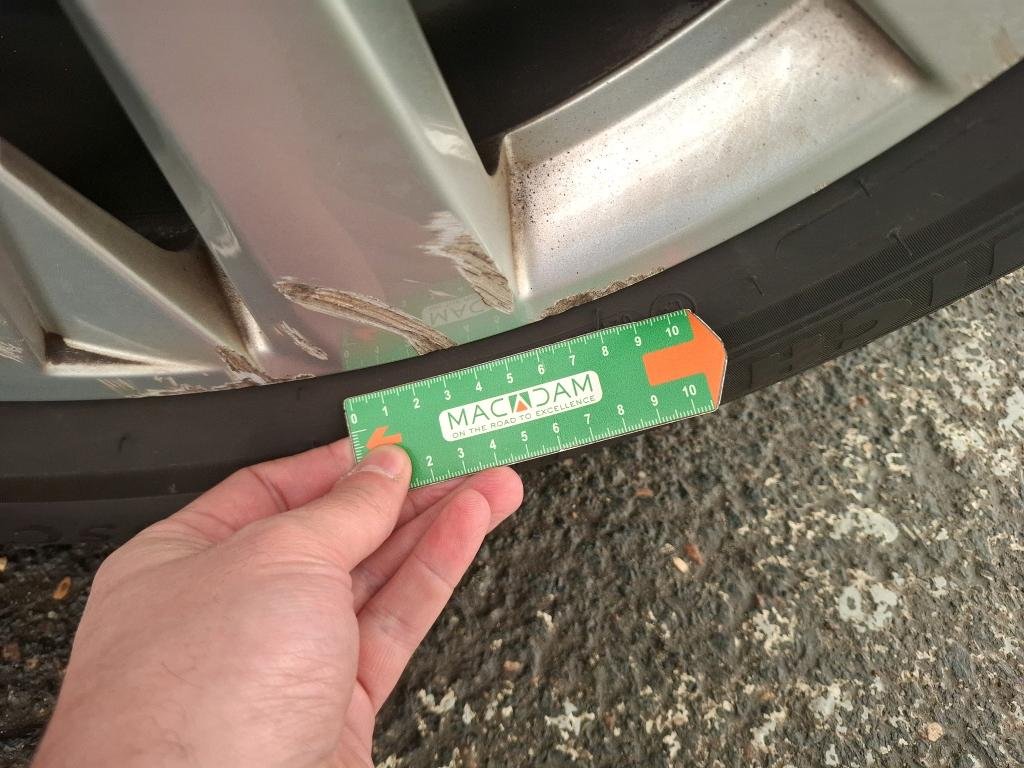 0 1 2 3 4 5 6 7 8 9 10
MACADAM
ON THE ROAD TO EXCELLENCE
2 3 4 5 6 7 8 9 10